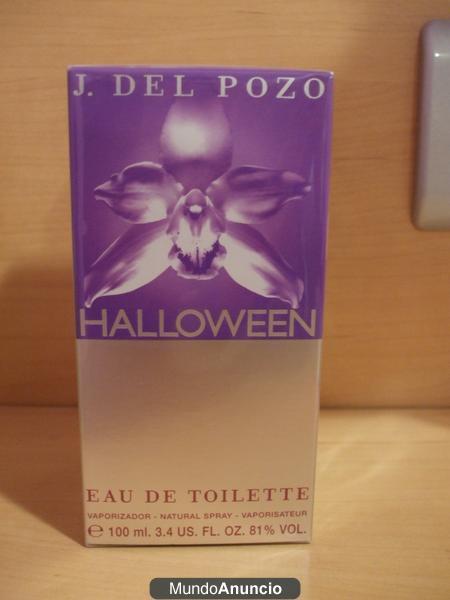 J. DEL POZO
HALLOWEEN
EAU DE TOILETTE
VAPORIZADOR - NATURAL SPRAY - VAPORISATEUR
℮ 100 ml. 3.4 US. FL. OZ. 81% VOL.
MundoAnuncio